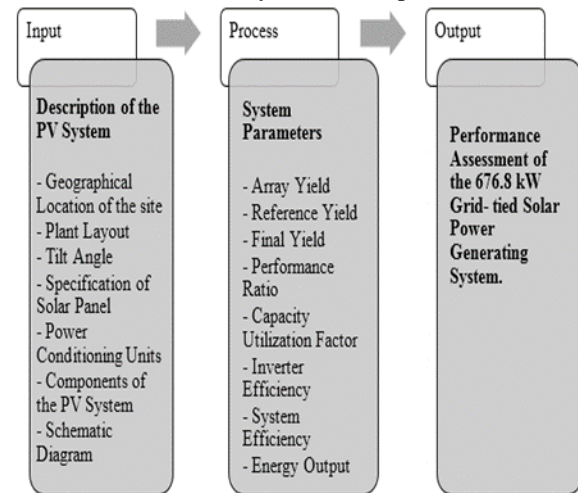 Input
Description of the
PV System
- Geographical
Location of the site
- Plant Layout
- Tilt Angle
- Specification of
Solar Panel
- Power
Conditioning Units
- Components of
the PV System
- Schematic
Diagram
Process
System
Parameters
- Array Yield
- Reference Yield
- Final Yield
- Performance
Ratio
- Capacity
Utilization Factor
- Inverter
Efficiency
- System
Efficiency
- Energy Output
Output
Performance
Assessment of
the 676.8 kW
Grid- tied Solar
Power
Generating
System.